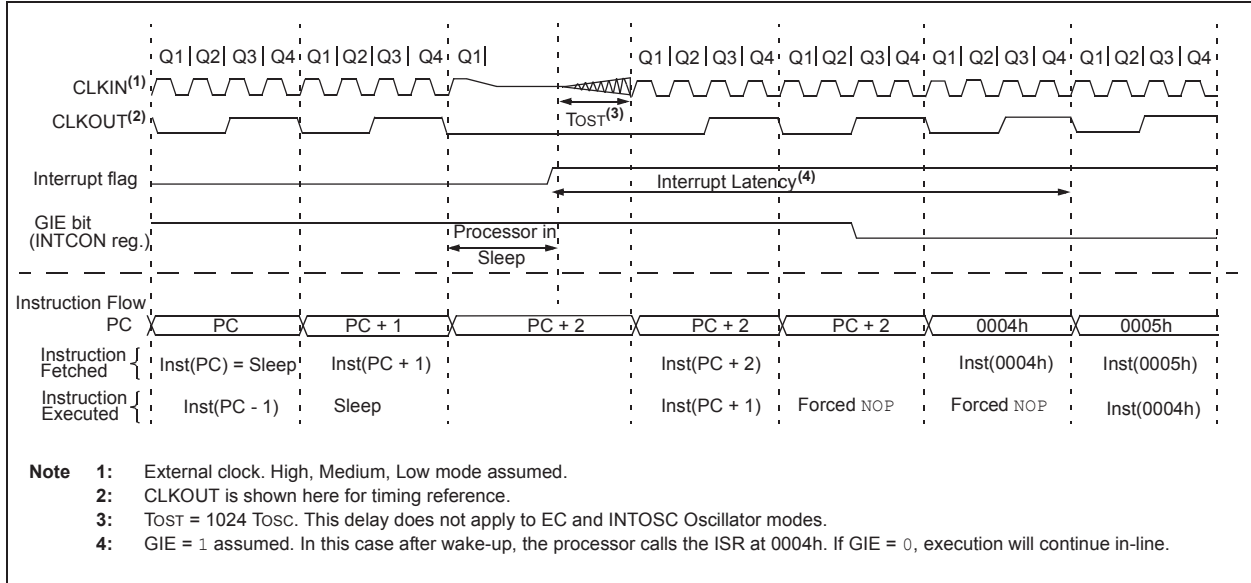 Q1 Q2 Q3 Q4 Q1 Q2 Q3 Q4 Q1 Q1 Q2 Q3 Q4 Q1 Q2 Q3 Q4 Q1 Q2 Q3 Q4 Q1 Q2 Q3 Q4
CLKIN(1)
TOST(3)
CLKOUT(2)
Interrupt flag
Interrupt Latency(4)
GIE bit
(INTCON reg.)
Processor in
Sleep
Instruction Flow
PC PC PC + 1 PC + 2 PC + 2 PC + 2 0004h 0005h
Instruction
Fetched
Inst(PC) = Sleep Inst(PC + 1) Inst(PC + 2) Inst(0004h) Inst(0005h)
Instruction
Executed
Inst(PC - 1) Sleep Inst(PC + 1) Forced NOP Forced NOP Inst(0004h)
Note 1: External clock. High, Medium, Low mode assumed.
2: CLKOUT is shown here for timing reference.
3: TOST = 1024 TOSC. This delay does not apply to EC and INTOSC Oscillator modes.
4: GIE = 1 assumed. In this case after wake-up, the processor calls the ISR at 0004h. If GIE = 0, execution will continue in-line.